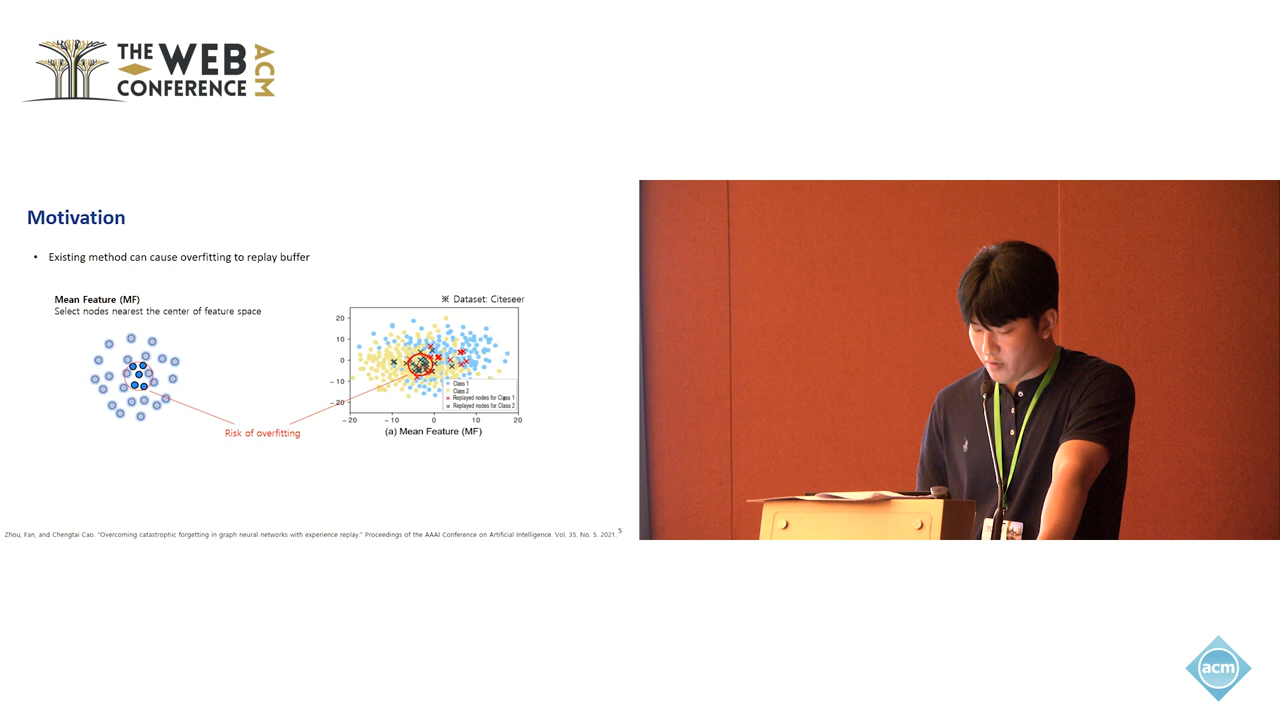 THE WEB
CONFERENCE
ACM
Motivation
• Existing method can cause overfitting to replay buffer
Mean Feature (MF)
Select nodes nearest the center of feature space
※ Dataset: Citeseer
20
10
0
−10
−20
−20
−10
0
10
20
Class 1
Class 2
Replayed nodes for Class 1
Replayed nodes for Class 2
(a) Mean Feature (MF)
Risk of overfitting
Zhou, Fan, and Chengtai Cao. "Overcoming catastrophic forgetting in graph neural networks with experience replay." Proceedings of the AAAI Conference on Artificial Intelligence. Vol. 35. No. 5. 2021.
5
acm